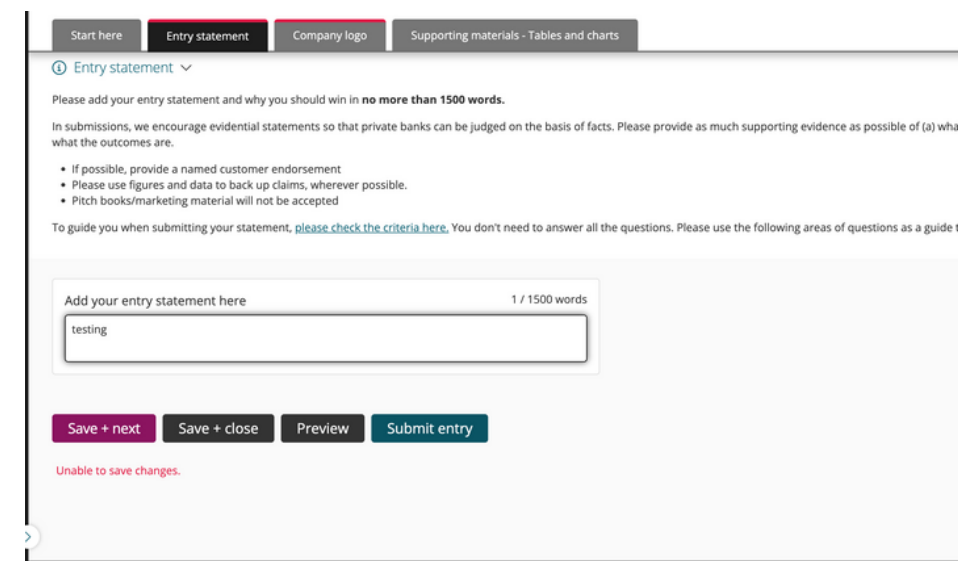 Start here
Entry statement
Company logo
Supporting materials - Tables and charts
Entry statement
Please add your entry statement and why you should win in no more than 1500 words.
In submissions, we encourage evidential statements so that private banks can be judged on the basis of facts. Please provide as much supporting evidence as possible of (a)
what the outcomes are.
• If possible, provide a named customer endorsement
• Please use figures and data to back up claims, wherever possible.
• Pitch books/marketing material will not be accepted
To guide you when submitting your statement, please check the criteria here. You don't need to answer all the questions. Please use the following areas of questions as a guide
Add your entry statement here
1 / 1500 words
testing
Save + next
Save + close
Preview
Submit entry
Unable to save changes.